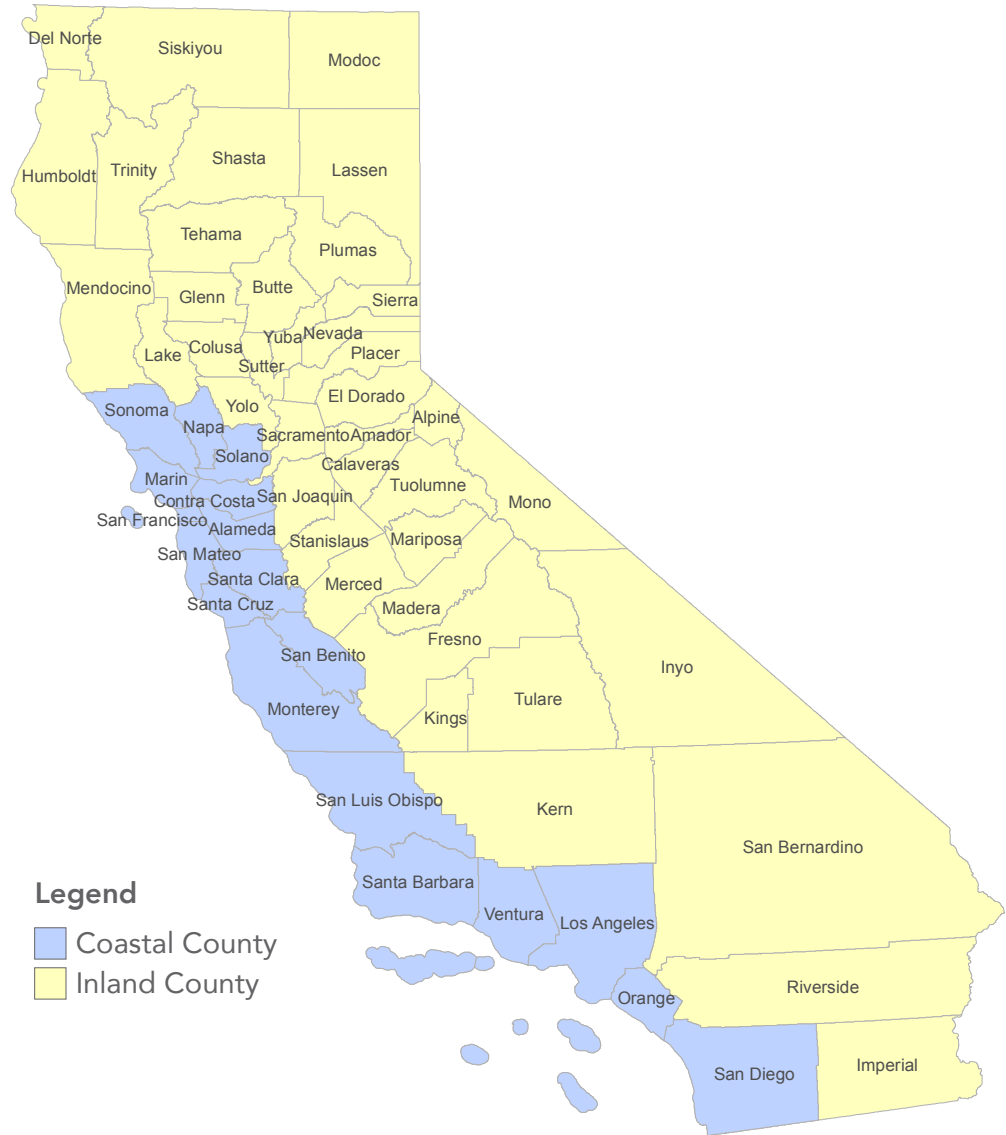 Del Norte
Siskiyou
Modoc
Humboldt
Trinity
Shasta
Lassen
Tehama
Plumas
Mendocino
Glenn
Butte
Sierra
Lake
Colusa
Yuba
Nevada
Placer
Sutter
Sonoma
Napa
Yolo
El Dorado
Alpine
Solano
Sacramento
Amador
Marin
Calaveras
Contra Costa
San Joaquin
Tuolumne
Mono
San Francisco
Alameda
Stanislaus
Mariposa
San Mateo
Santa Clara
Merced
Santa Cruz
Madera
San Benito
Fresno
Inyo
Monterey
Kings
Tulare
San Luis Obispo
Kern
San Bernardino
Santa Barbara
Ventura
Los Angeles
Orange
Riverside
San Diego
Imperial
Legend
Coastal County
Inland County